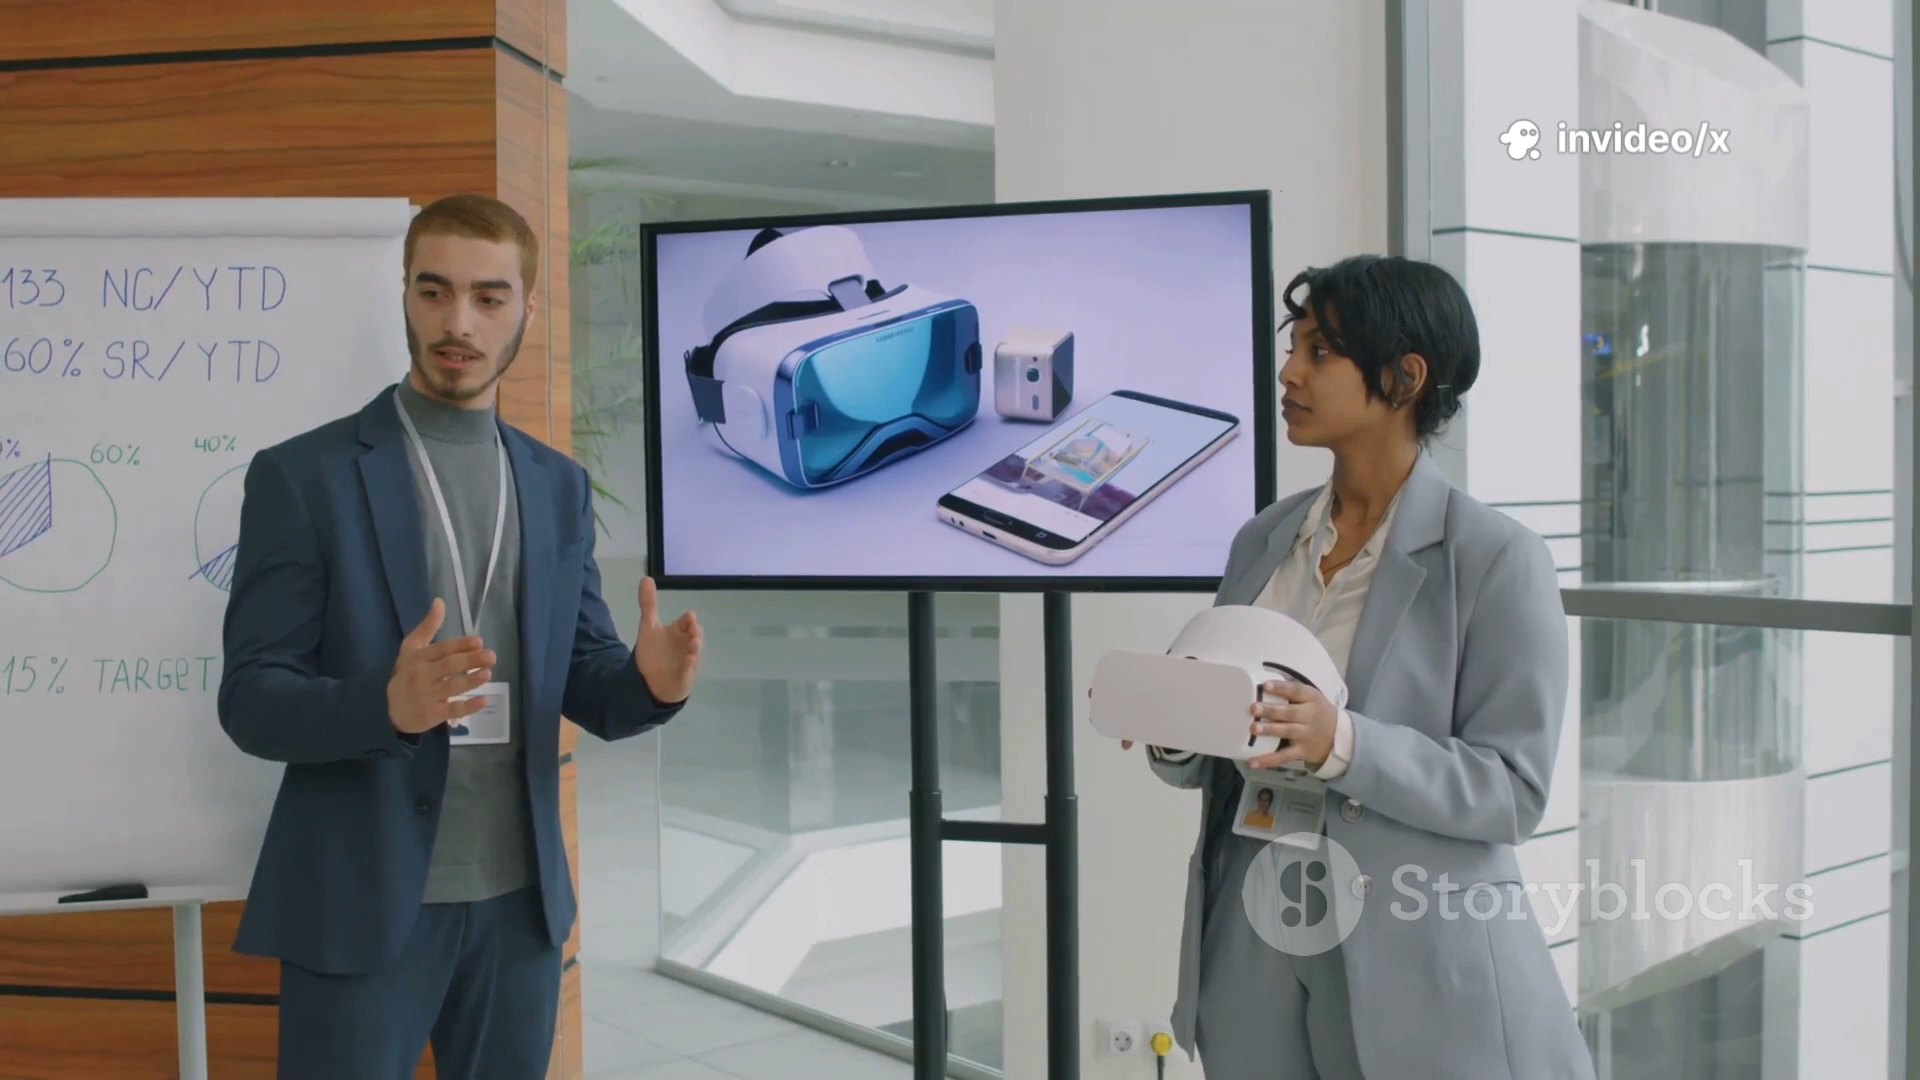 invideo/x
133 NC/YTD
60% SR/YTD
60% 40%
15% TARGET
Storyblocks